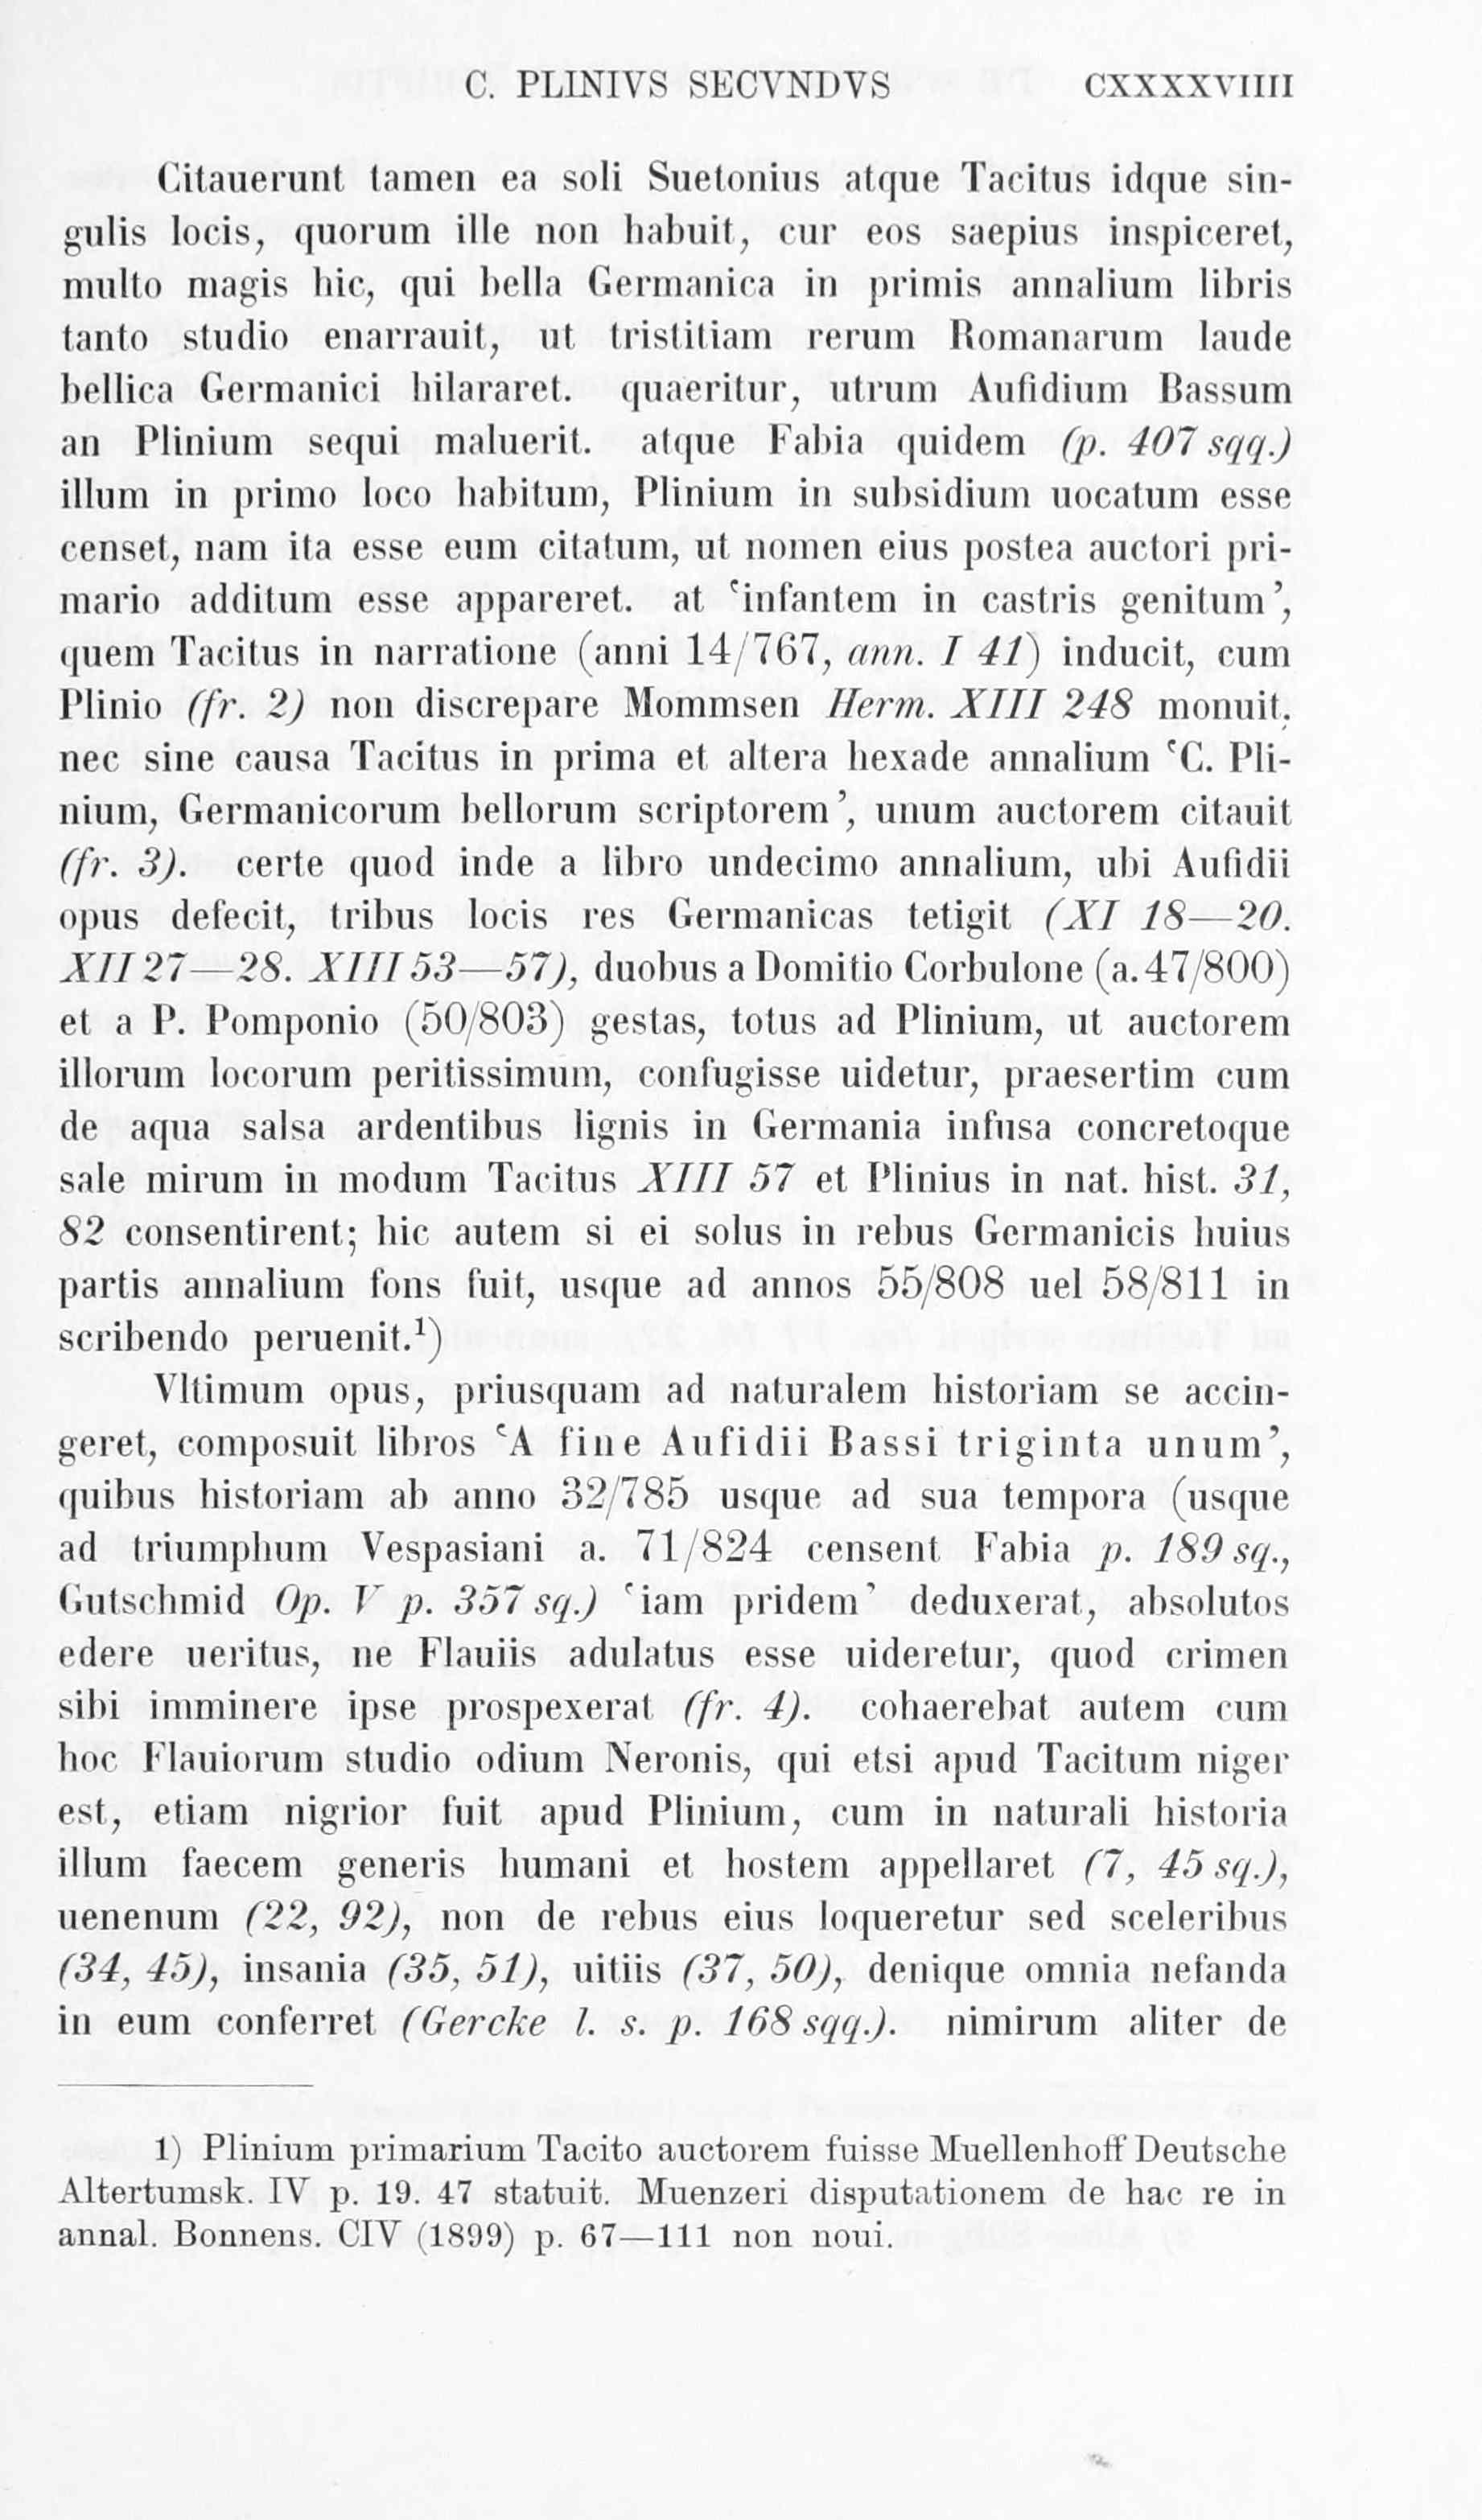 C. PLINIVS SECVNDVS CXXXXVIIII
Citauerunt tamen ea soli Suetonius atque Tacitus idque sin-
gulis locis, quorum ille non habuit, cur eos saepius inspiceret,
multo magis hic, qui bella Germanica in primis annalium libris
tanto studio enarrauit, ut tristitiam rerum Romanarum laude
bellica Germanici hilararet. quaeritur, utrum Aufidium Bassum
an Plinium sequi maluerit. atque Fabia quidem (p. 407 sqq.)
illum in primo loco habitum, Plinium in subsidium uocatum esse
censet, nam ita esse eum citatum, ut nomen eius postea auctori pri-
mario additum esse appareret. at ‘infantem in castris genitum’,
quem Tacitus in narratione (anni 14/767, ann. I 41) inducit, cum
Plinio (fr. 2) non discrepare Mommsen Herm. XIII 248 monuit.
nec sine causa Tacitus in prima et altera hexade annalium ‘C. Pli-
nium, Germanicorum bellorum scriptorem’, unum auctorem citauit
(fr. 3). certe quod inde a libro undecimo annalium, ubi Aufidii
opus defecit, tribus locis res Germanicas tetigit (XI 18—20.
XII 27—28. XIII 53—57), duobus a Domitio Corbulone (a. 47/800)
et a P. Pomponio (50/803) gestas, totus ad Plinium, ut auctorem
illorum locorum peritissimum, confugisse uidetur, praesertim cum
de aqua salsa ardentibus lignis in Germania infusa concretoque
sale mirum in modum Tacitus XIII 57 et Plinius in nat. hist. 31,
82 consentirent; hic autem si ei solus in rebus Germanicis huius
partis annalium fons fuit, usque ad annos 55/808 uel 58/811 in
scribendo peruenit.¹)
Vltimum opus, priusquam ad naturalem historiam se accin-
geret, composuit libros ‘A fine Aufidii Bassi triginta unum’,
quibus historiam ab anno 32/785 usque ad sua tempora (usque
ad triumphum Vespasiani a. 71/824 censent Fabia p. 189 sq.,
Gutschmid Op. V p. 357 sq.) ‘iam pridem’ deduxerat, absolutos
edere ueritus, ne Flauiis adulatus esse uideretur, quod crimen
sibi imminere ipse prospexerat (fr. 4). cohaerebat autem cum
hoc Flauiorum studio odium Neronis, qui etsi apud Tacitum niger
est, etiam nigrior fuit apud Plinium, cum in naturali historia
illum faecem generis humani et hostem appellaret (7, 45 sq.),
uenenum (22, 92), non de rebus eius loqueretur sed sceleribus
(34, 45), insania (35, 51), uitiis (37, 50), denique omnia nefanda
in eum conferret (Gercke l. s. p. 168 sqq.). nimirum aliter de
1) Plinium primarium Tacito auctorem fuisse Muellenhoff Deutsche
Altertumsk. IV p. 19. 47 statuit. Muenzeri disputationem de hac re in
annal. Bonnens. CIV (1899) p. 67—111 non noui.